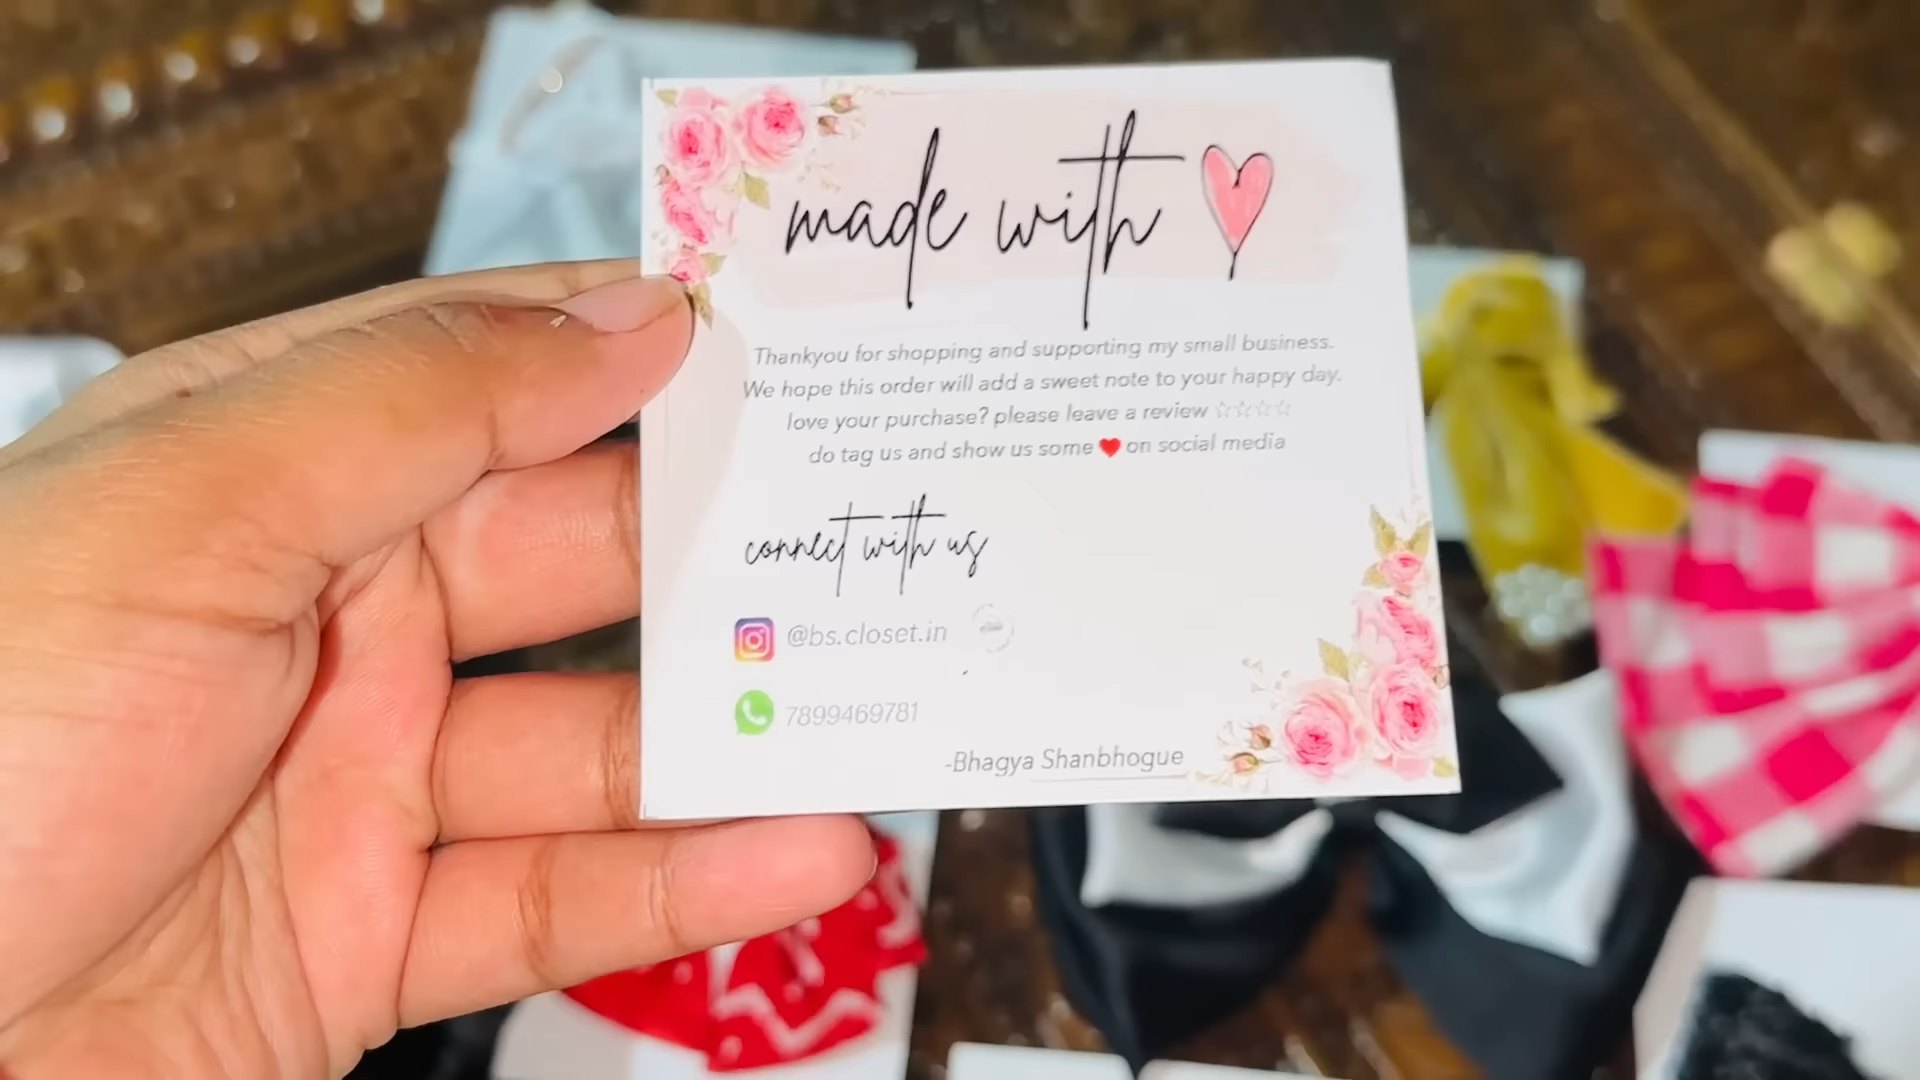 made with
Thankyou for shopping and supporting my small business.
We hope this order will add a sweet note to your happy day.
love your purchase? please leave a review ☆☆☆☆
do tag us and show us some ❤ on social media
connect with us
@bs.closet.in
7899469781
-Bhagya Shanbhogue